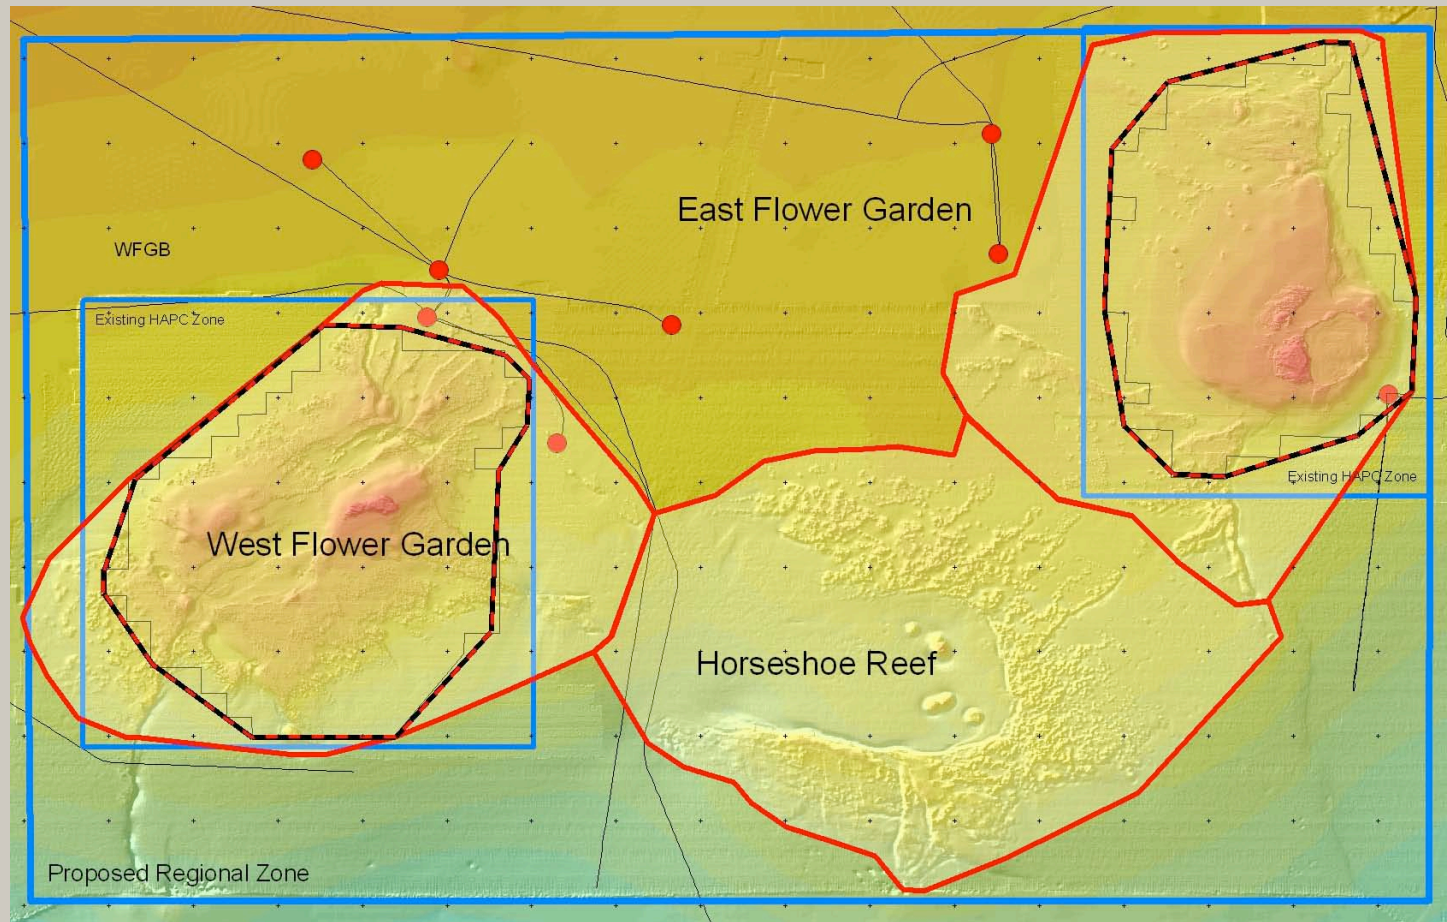 East Flower Garden
WFGB
Existing HAPC Zone
Existing HAPC Zone
West Flower Garden
Horseshoe Reef
Proposed Regional Zone